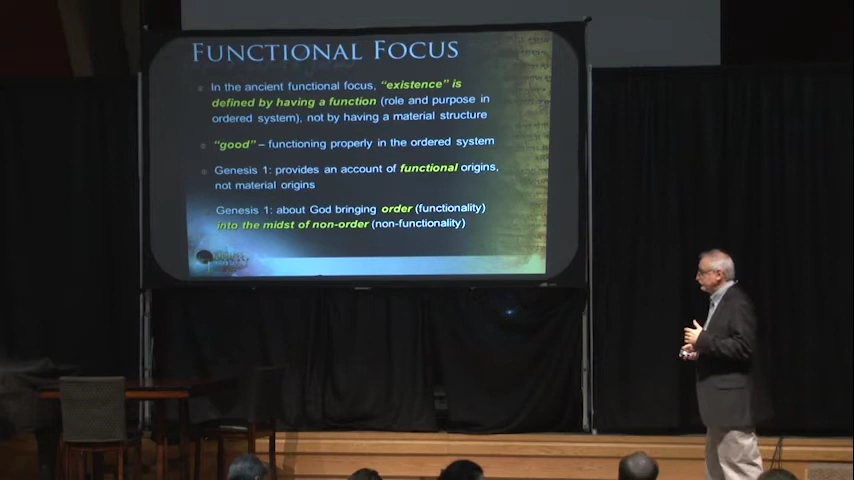 FUNCTIONAL FOCUS
In the ancient functional focus, "existence" is
defined by having a function (role and purpose in
ordered system), not by having a material structure
"good" – functioning properly in the ordered system
Genesis 1: provides an account of functional origins,
not material origins
Genesis 1: about God bringing order (functionality)
into the midst of non-order (non-functionality)